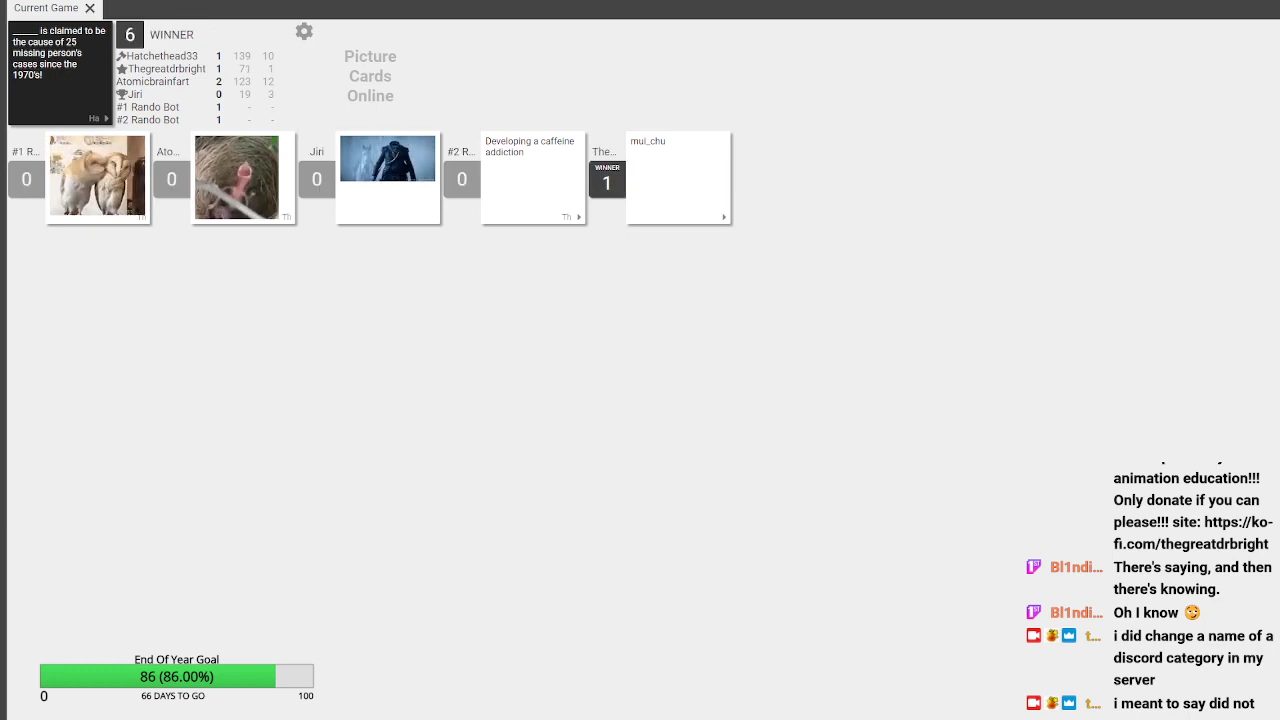 Current Game
_____ is claimed to be
the cause of 25
missing person's
cases since the
1970's!
Ha
6 WINNER
Hatchethead33 1 139 10
Thegreatdrbright 1 71 1
Atomicbrainfart 2 123 12
Jiri 0 19 3
#1 Rando Bot 1 - -
#2 Rando Bot 1 - -
Picture
Cards
Online
#1 R...
0
Th
Ato...
0
Th
Jiri
0
#2 R...
0
Developing a caffeine
addiction
Th
The...
WINNER
1
mui_chu
animation education!!!
Only donate if you can
please!!! site: https://ko-
fi.com/thegreatdrbright
Bl1ndi... There's saying, and then
there's knowing.
Bl1ndi... Oh I know
t... i did change a name of a
discord category in my
server
t... i meant to say did not
End Of Year Goal
86 (86.00%)
0 66 DAYS TO GO 100